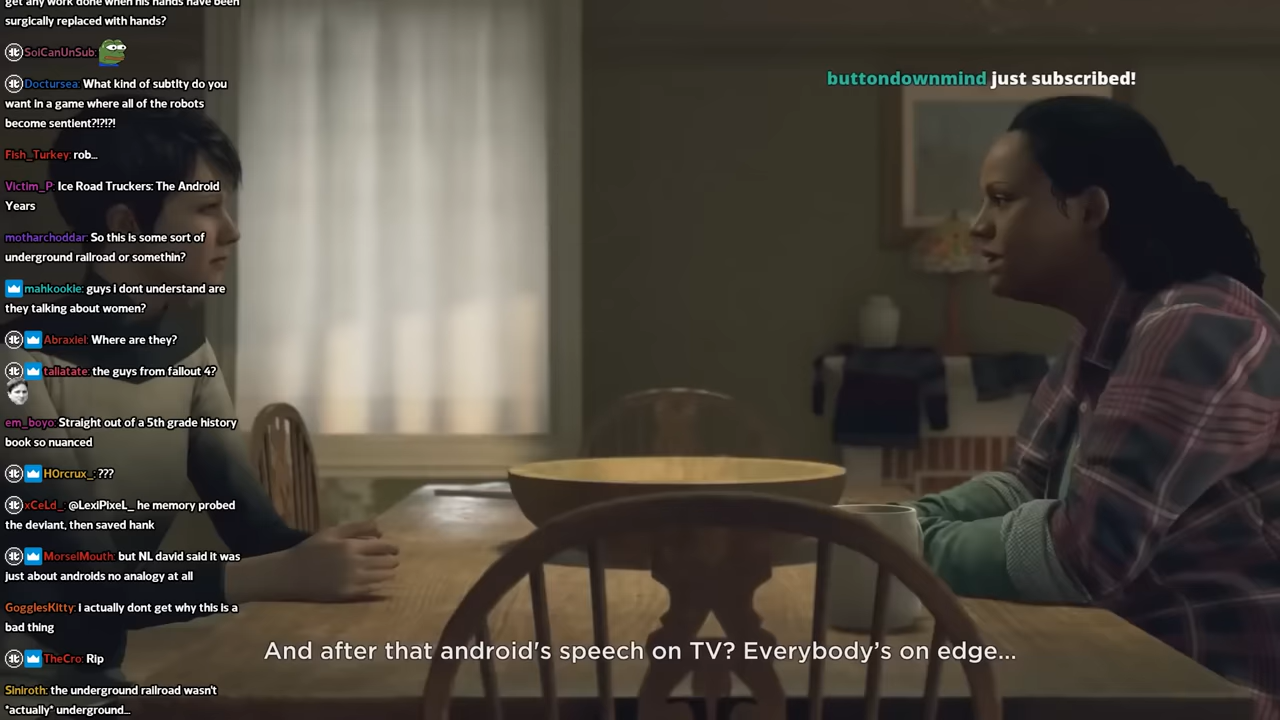 get any work done when his hands have been
surgically replaced with hands?
SolCanUnSub:
Doctursea: What kind of subtlty do you
want in a game where all of the robots
become sentient?!?!?!
Fish_Turkey: rob...
Victim_P: Ice Road Truckers: The Android
Years
motharchoddar: So this is some sort of
underground railroad or somethin?
mahkookie: guys i dont understand are
they talking about women?
Abraxiel: Where are they?
tallatate: the guys from fallout 4?
em_boyo: Straight out of a 5th grade history
book so nuanced
H0rcrux_: ???
xCeLd_: @LexiPixeL_ he memory probed
the deviant, then saved hank
MorselMouth: but NL david said it was
just about androids no analogy at all
GogglesKitty: I actually dont get why this is a
bad thing
TheCro: Rip
Siniroth: the underground railroad wasn't
*actually* underground...
buttondownmind just subscribed!
And after that android's speech on TV? Everybody's on edge...